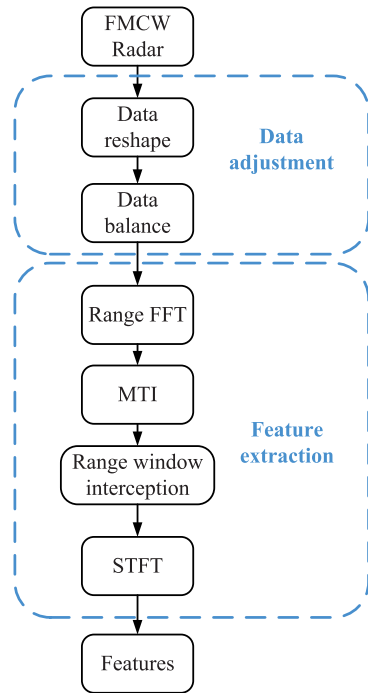 FMCW
Radar
Data
reshape
Data
adjustment
Data
balance
Range FFT
MTI
Range window
interception
Feature
extraction
STFT
Features